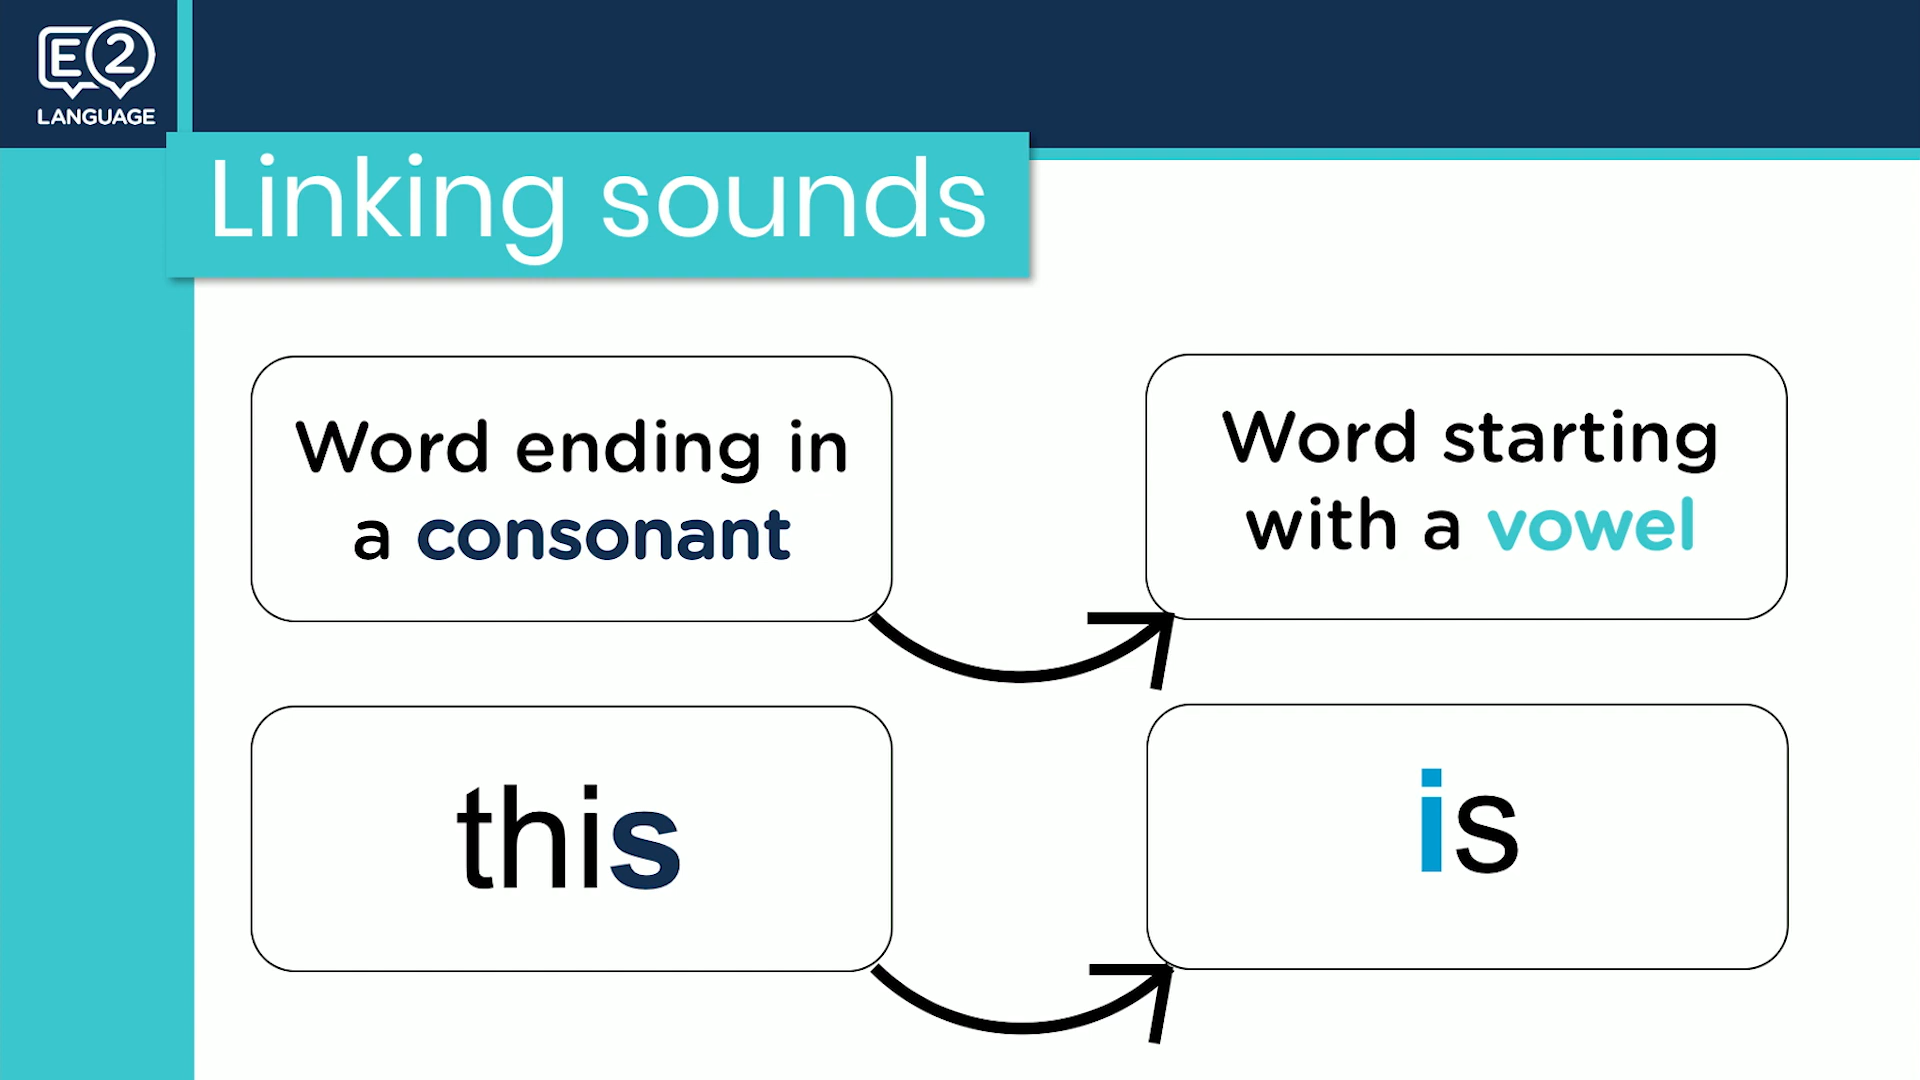 E2
LANGUAGE
Linking sounds
Word ending in
a consonant
Word starting
with a vowel
this
is